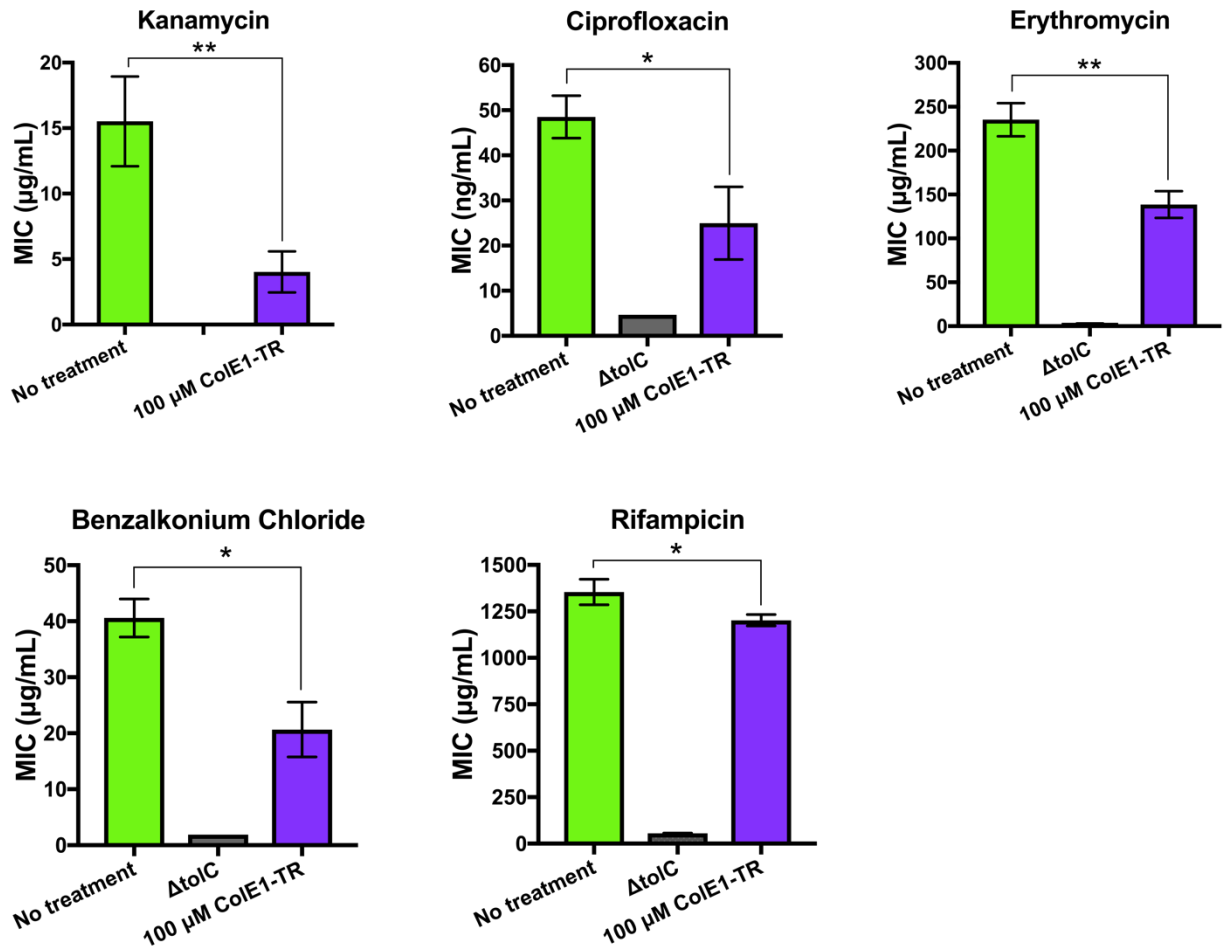 Kanamycin
**
MIC (µg/mL)
20
15
10
5
0
No treatment
100 µM ColE1-TR
Ciprofloxacin
*
MIC (ng/mL)
60
50
40
30
20
10
0
No treatment
ΔtolC
100 µM ColE1-TR
Erythromycin
**
MIC (µg/mL)
300
250
200
150
100
50
0
No treatment
ΔtolC
100 µM ColE1-TR
Benzalkonium Chloride
*
MIC (µg/mL)
50
40
30
20
10
0
No treatment
ΔtolC
100 µM ColE1-TR
Rifampicin
*
MIC (µg/mL)
1500
1250
1000
750
500
250
0
No treatment
ΔtolC
100 µM ColE1-TR